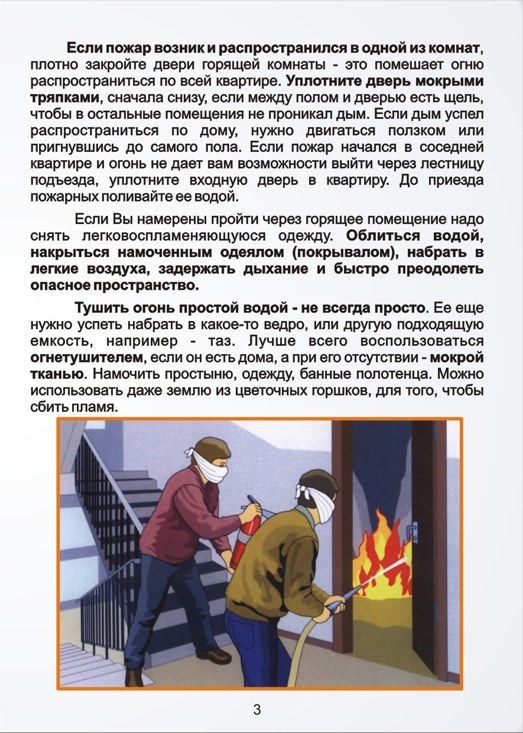 Если пожар возник и распространился в одной из комнат,
плотно закройте двери горящей комнаты - это помешает огню
распространиться по всей квартире. Уплотните дверь мокрыми
тряпками, сначала снизу, если между полом и дверью есть щель,
чтобы в остальные помещения не проникал дым. Если дым успел
распространиться по дому, нужно двигаться ползком или
пригнувшись до самого пола. Если пожар начался в соседней
квартире и огонь не дает вам возможности выйти через лестницу
подъезда, уплотните входную дверь в квартиру. До приезда
пожарных поливайте ее водой.
Если Вы намерены пройти через горящее помещение надо
снять легковоспламеняющуюся одежду. Облиться водой,
накрыться намоченным одеялом (покрывалом), набрать в
легкие воздуха, задержать дыхание и быстро преодолеть
опасное пространство.
Тушить огонь простой водой - не всегда просто. Ее еще
нужно успеть набрать в какое-то ведро, или другую подходящую
емкость, например - таз. Лучше всего воспользоваться
огнетушителем, если он есть дома, а при его отсутствии - мокрой
тканью. Намочить простыню, одежду, банные полотенца. Можно
использовать даже землю из цветочных горшков, для того, чтобы
сбить пламя.
3